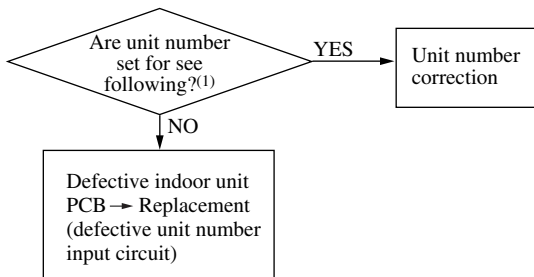 Are unit number
set for see
following?(1)
YES
Unit number
correction
NO
Defective indoor unit
PCB → Replacement
(defective unit number
input circuit)